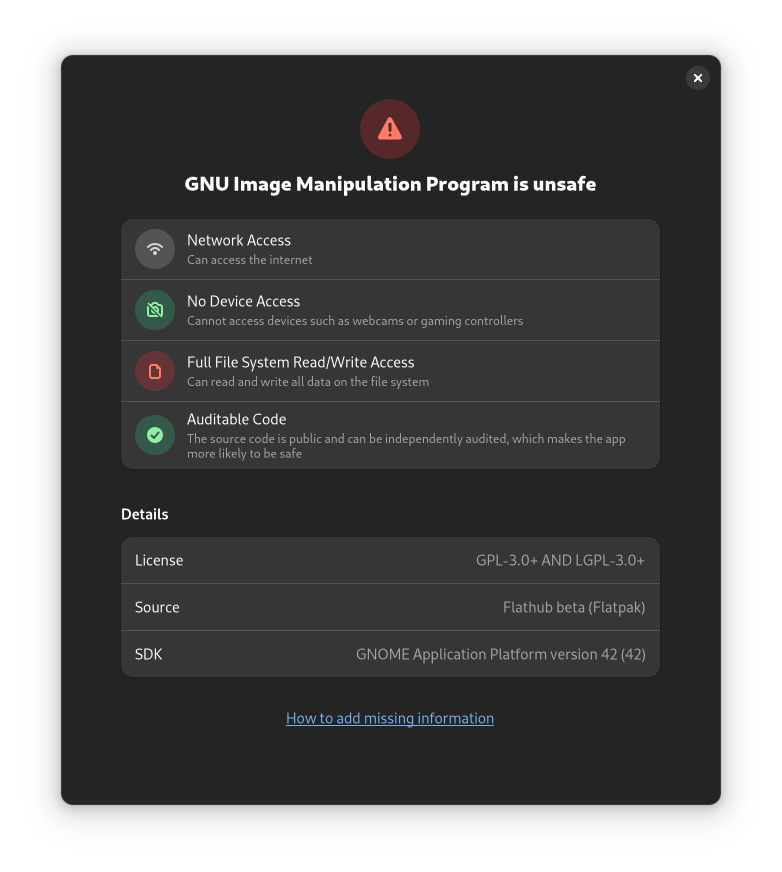 GNU Image Manipulation Program is unsafe
Network Access
Can access the internet
No Device Access
Cannot access devices such as webcams or gaming controllers
Full File System Read/Write Access
Can read and write all data on the file system
Auditable Code
The source code is public and can be independently audited, which makes the app
more likely to be safe
Details
License GPL-3.0+ AND LGPL-3.0+
Source Flathub beta (Flatpak)
SDK GNOME Application Platform version 42 (42)
How to add missing information